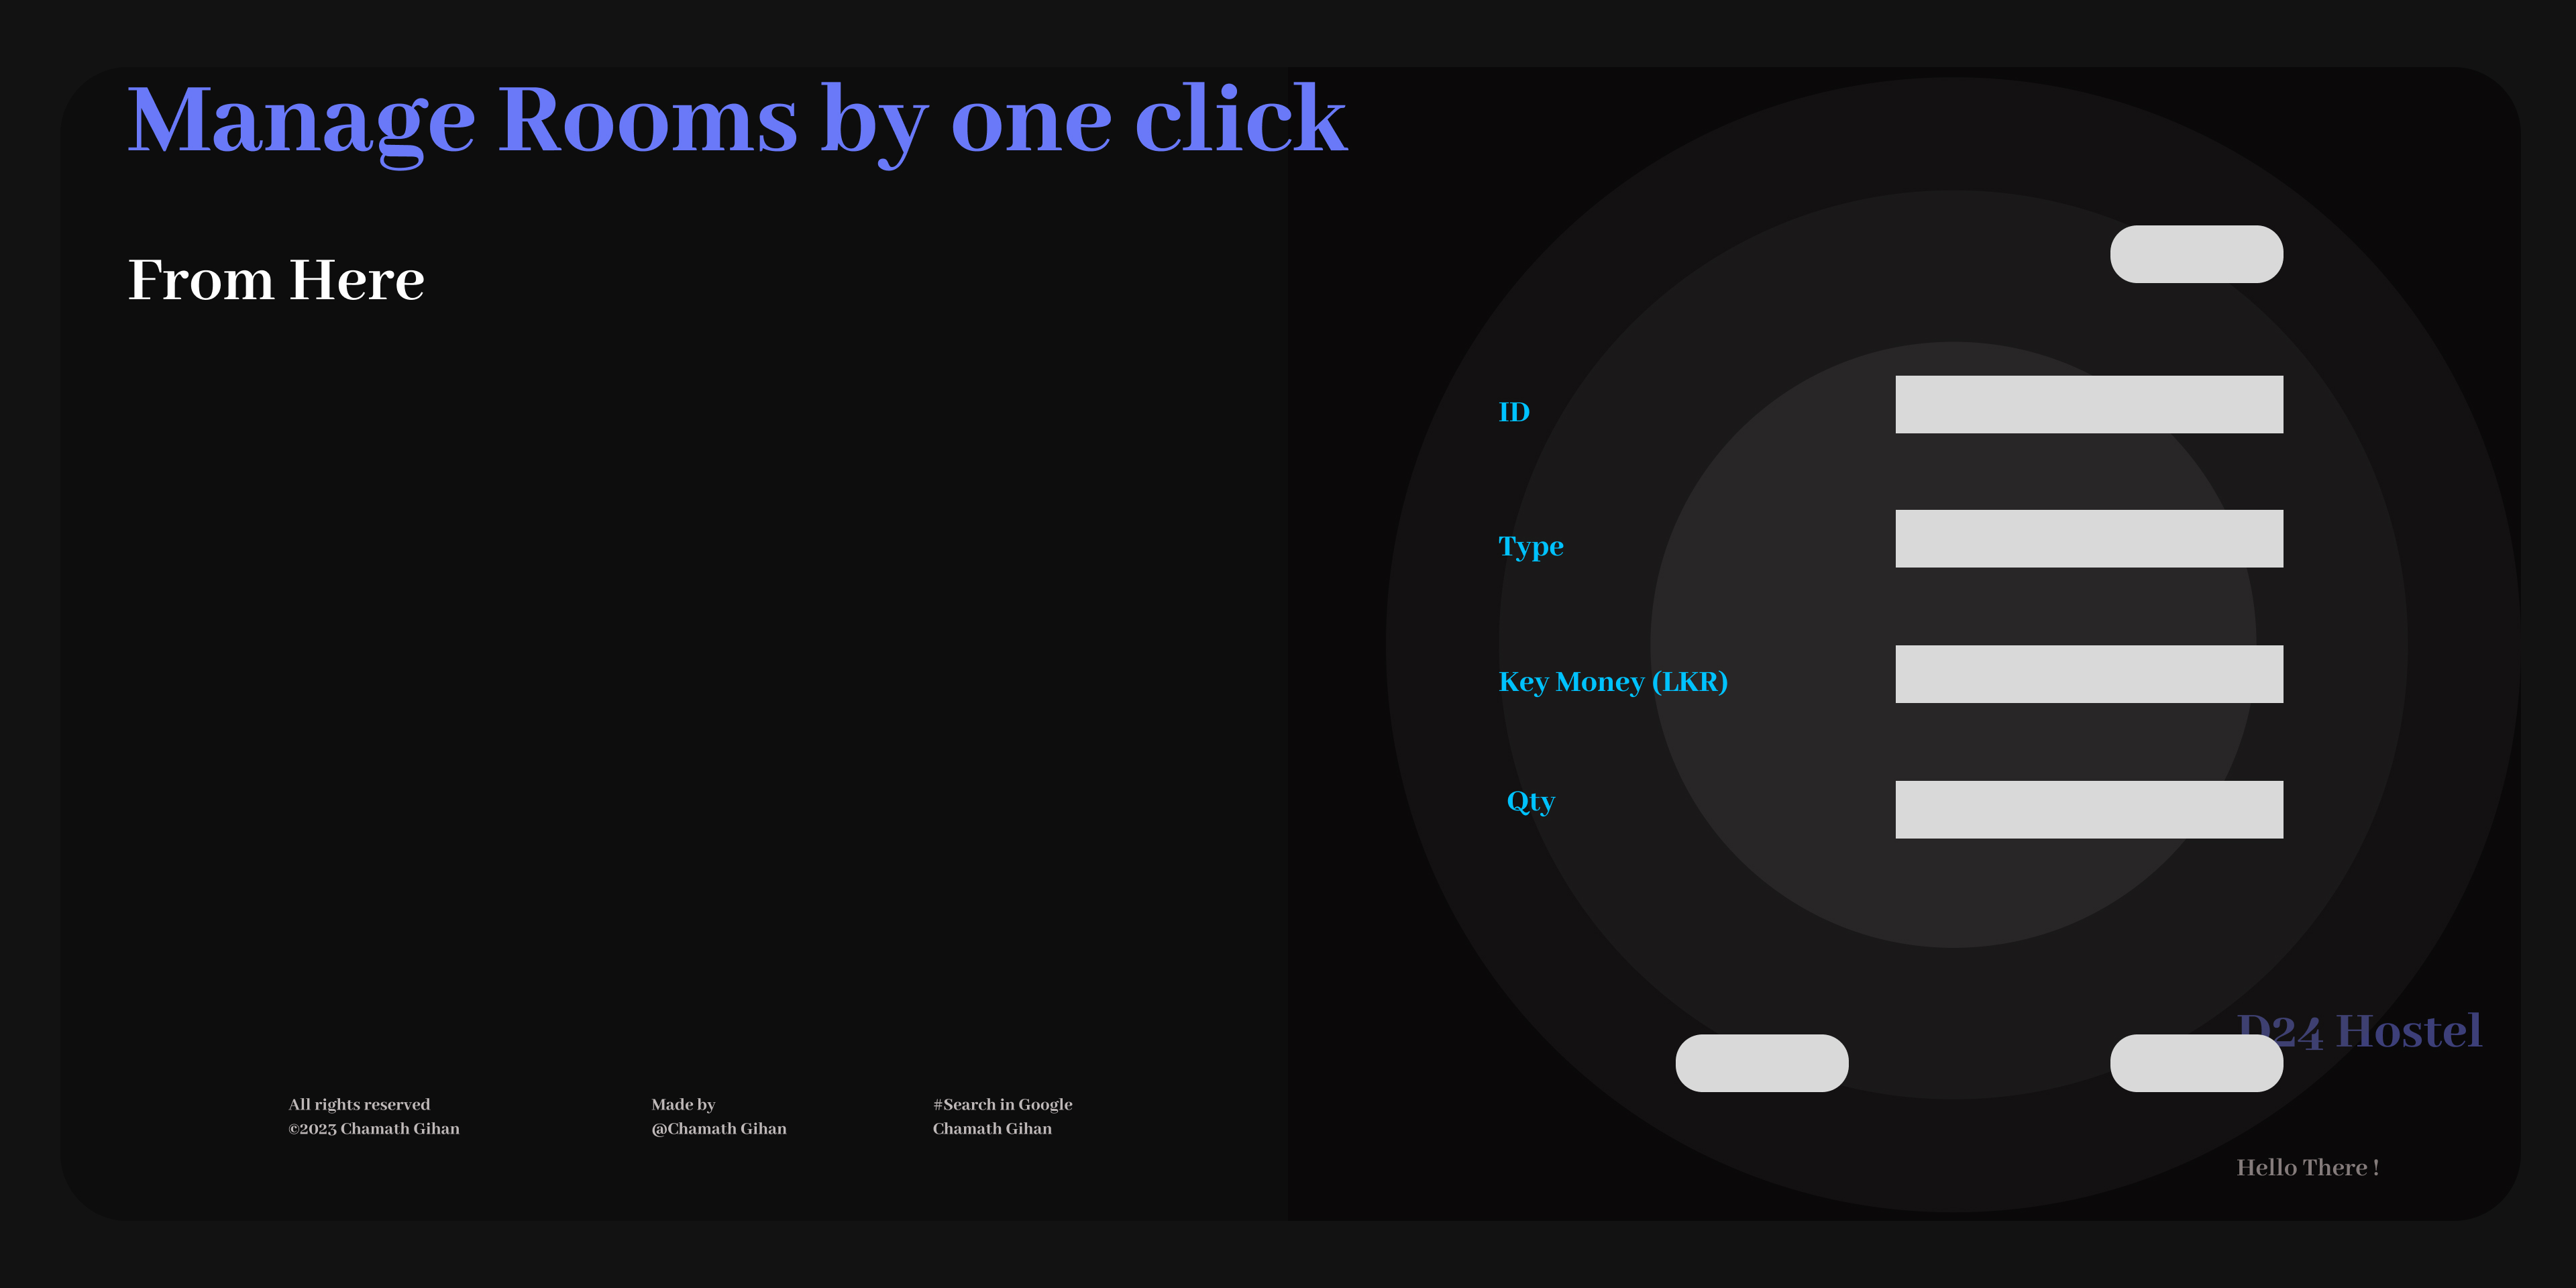 Manage Rooms by one click
From Here
ID
Type
Key Money (LKR)
Qty
D24 Hostel
All rights reserved
©2023 Chamath Gihan
Made by
@Chamath Gihan
#Search in Google
Chamath Gihan
Hello There !